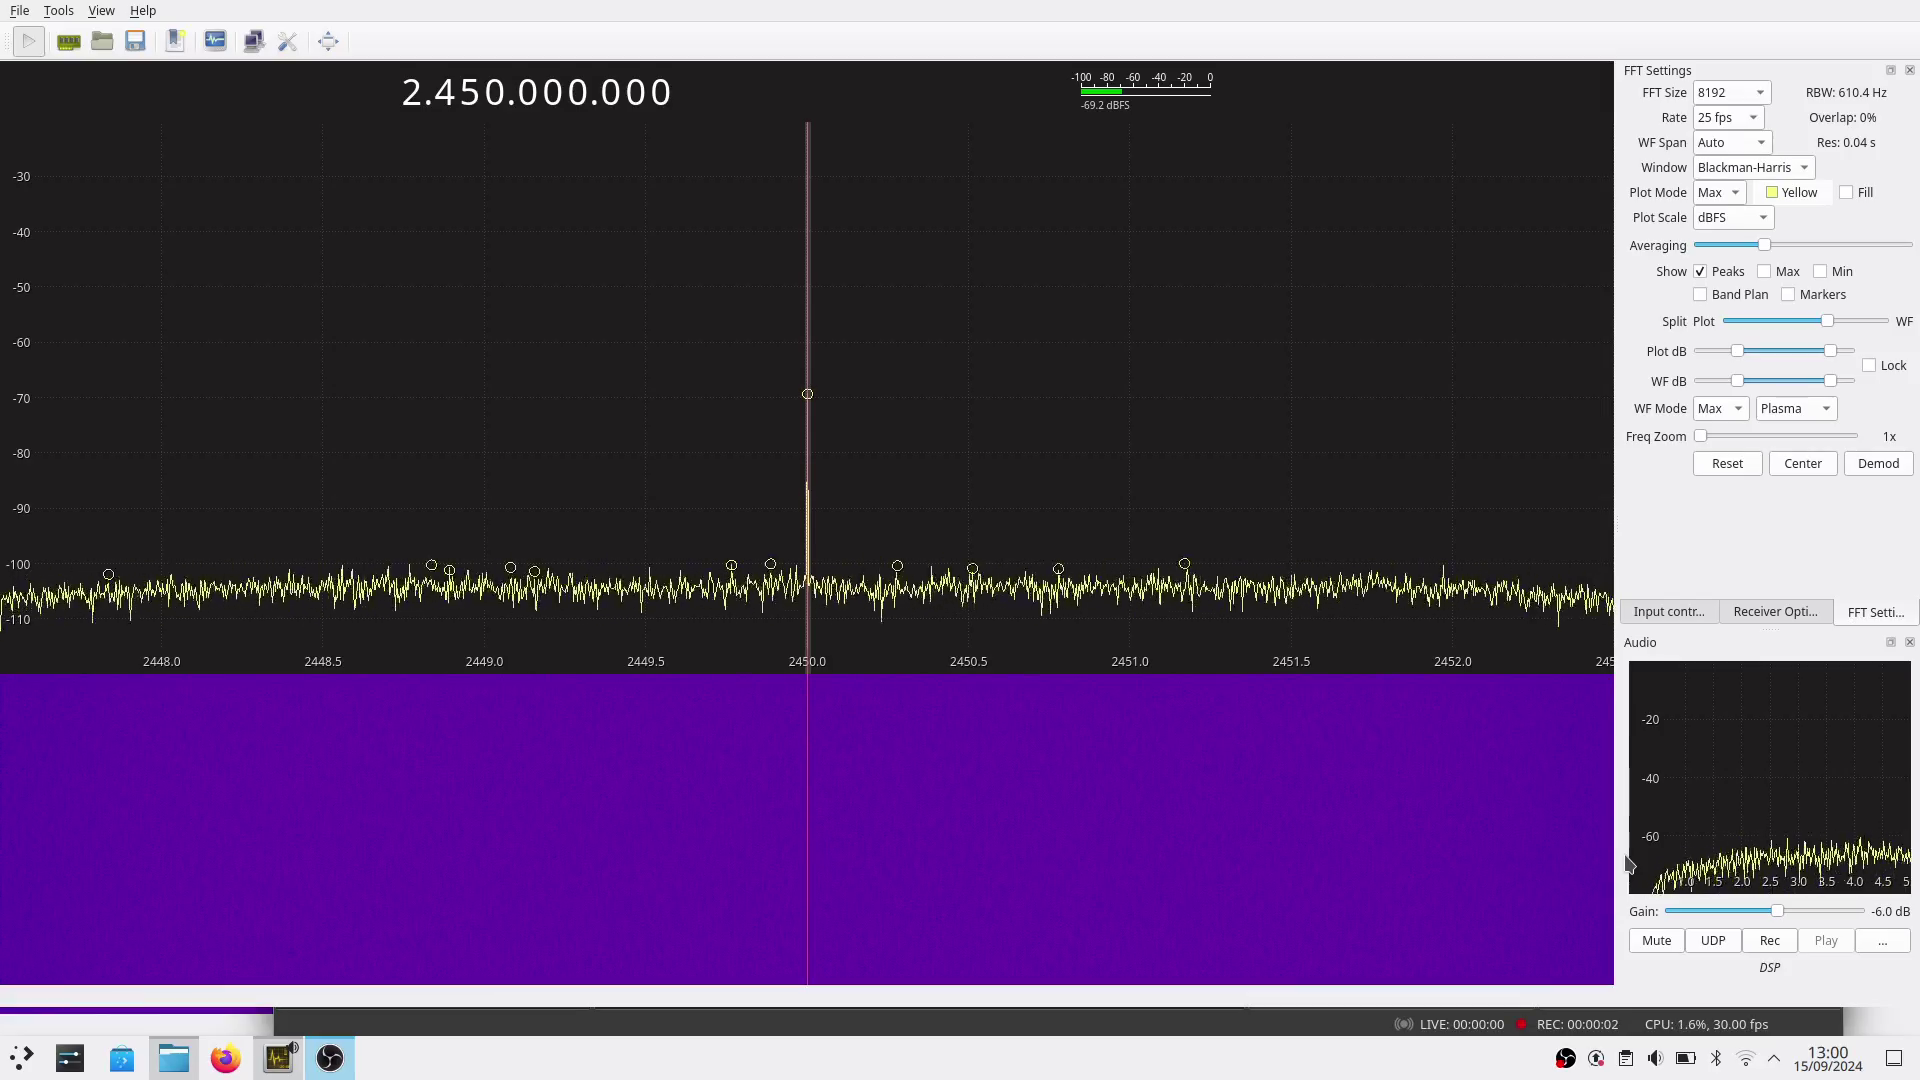 File Tools View Help
2.450.000.000
-100 -80 -60 -40 -20 0
-69.2 dBFS
-30
-40
-50
-60
-70
-80
-90
-100
-110
2448.0 2448.5 2449.0 2449.5 2450.0 2450.5 2451.0 2451.5 2452.0 245
FFT Settings
FFT Size 8192 RBW: 610.4 Hz
Rate 25 fps Overlap: 0%
WF Span Auto Res: 0.04 s
Window Blackman-Harris
Plot Mode Max Yellow Fill
Plot Scale dBFS
Averaging
Show Peaks Max Min
Band Plan Markers
Split Plot WF
Plot dB
Lock
WF dB
WF Mode Max Plasma
Freq Zoom 1x
Reset Center Demod
Input contr... Receiver Opti... FFT Setti...
Audio
-20
-40
-60
1.0 1.5 2.0 2.5 3.0 3.5 4.0 4.5 5
Gain: -6.0 dB
Mute UDP Rec Play ...
DSP
LIVE: 00:00:00 REC: 00:00:02 CPU: 1.6%, 30.00 fps
13:00
15/09/2024